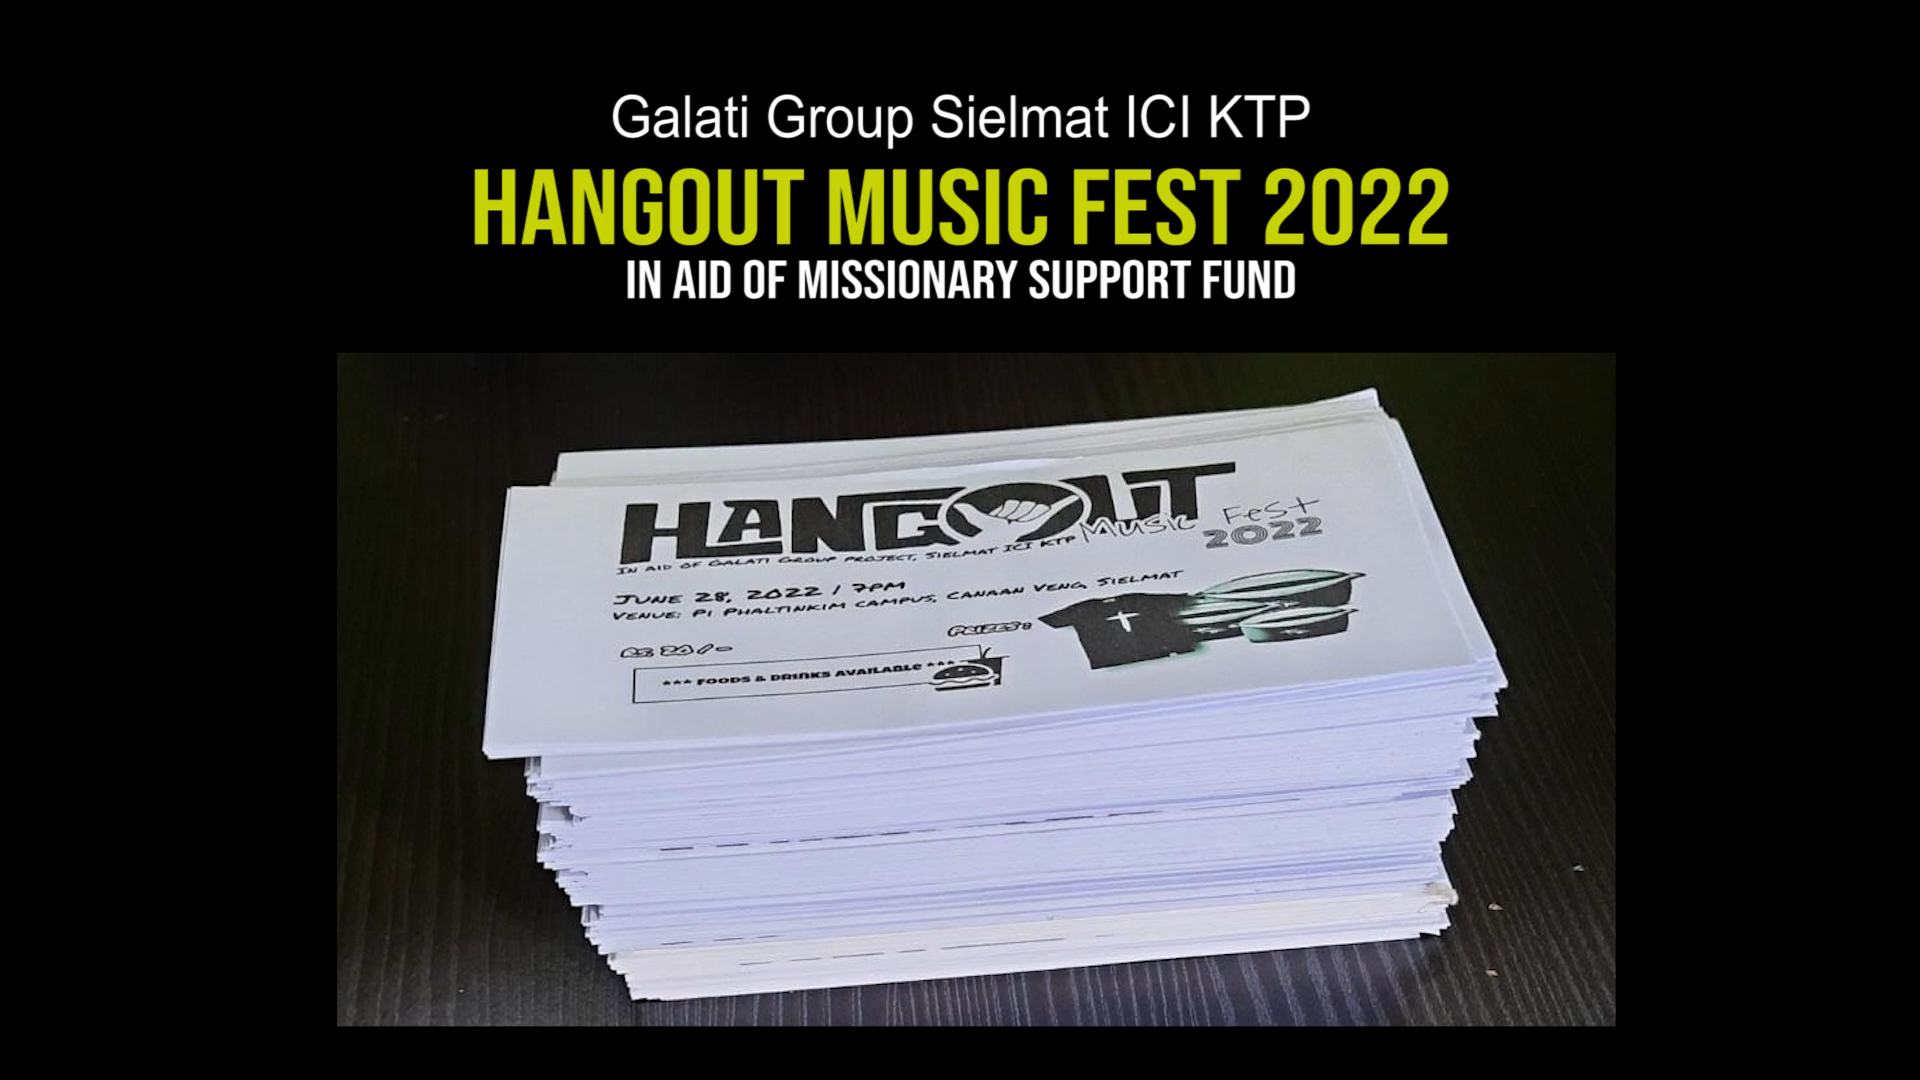 Galati Group Sielmat ICI KTP
HANGOUT MUSIC FEST 2022
IN AID OF MISSIONARY SUPPORT FUND
HANGOUT
Music Fest
2022
IN AID OF GALATI GROUP PROJECT, SIELMAT ICI KTP
JUNE 28, 2022 / 7PM
VENUE: PI PHALTINKIM CAMPUS, CANAAN VENG, SIELMAT
PRIZES:
RS 20/-
*** FOODS & DRINKS AVAILABLE ***